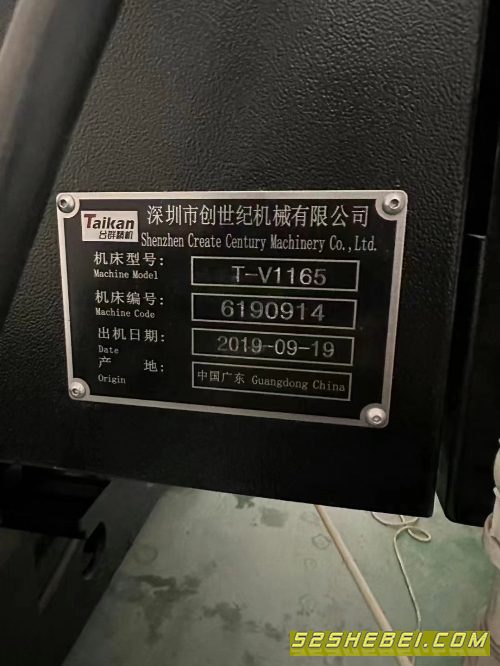 Taikan
台群精机
深圳市创世纪机械有限公司
Shenzhen Create Century Machinery Co.,Ltd.
机床型号:
Machine Model
T-V1165
机床编号:
Machine Code
6190914
出机日期:
Date
2019-09-19
产 地:
Origin
中国广东 Guangdong China
52SHEBEI.COM